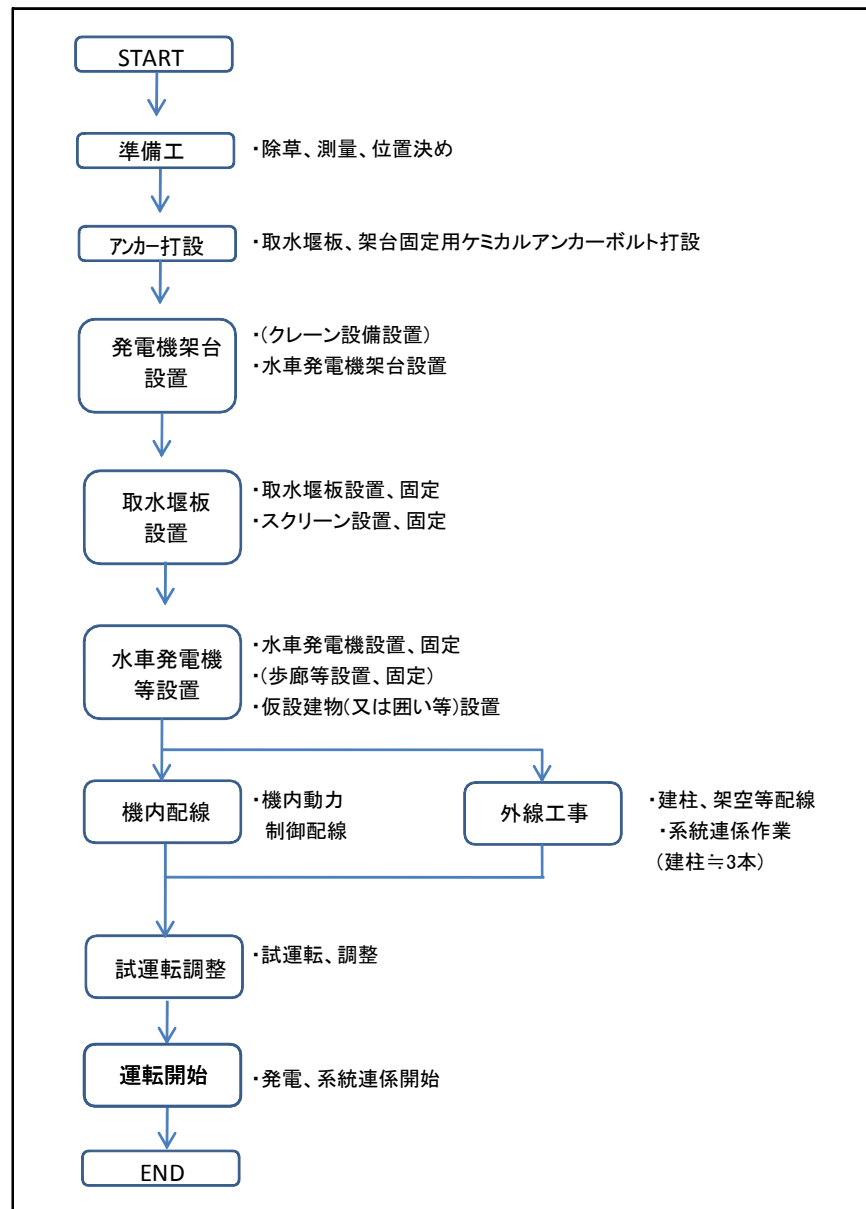 START
準備工
・除草、測量、位置決め
アンカー打設
・取水堰板、架台固定用ケミカルアンカーボルト打設
発電機架台
設置
・(クレーン設備設置)
・水車発電機架台設置
取水堰板
設置
・取水堰板設置、固定
・スクリーン設置、固定
水車発電機
等設置
・水車発電機設置、固定
・(歩廊等設置、固定)
・仮設建物(又は囲い等)設置
機内配線
・機内動力
制御配線
外線工事
・建柱、架空等配線
・系統連係作業
(建柱≒3本)
試運転調整
・試運転、調整
運転開始
・発電、系統連係開始
END